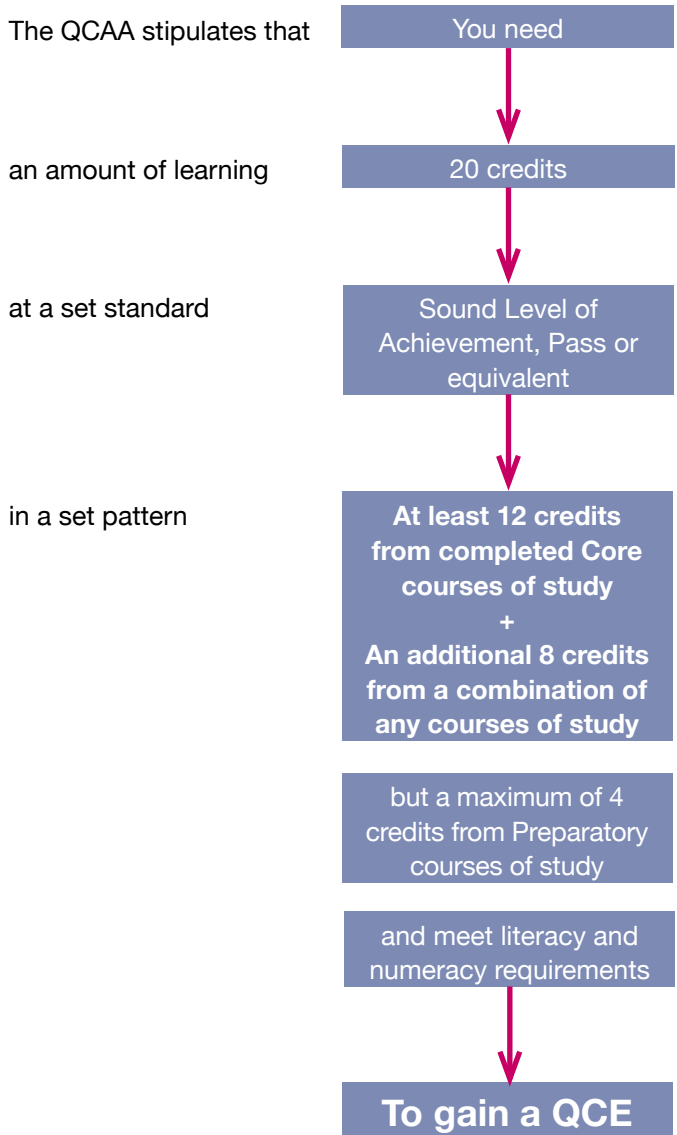 The QCAA stipulates that
You need
an amount of learning
20 credits
at a set standard
Sound Level of
Achievement, Pass or
equivalent
in a set pattern
At least 12 credits
from completed Core
courses of study
+
An additional 8 credits
from a combination of
any courses of study
but a maximum of 4
credits from Preparatory
courses of study
and meet literacy and
numeracy requirements
To gain a QCE